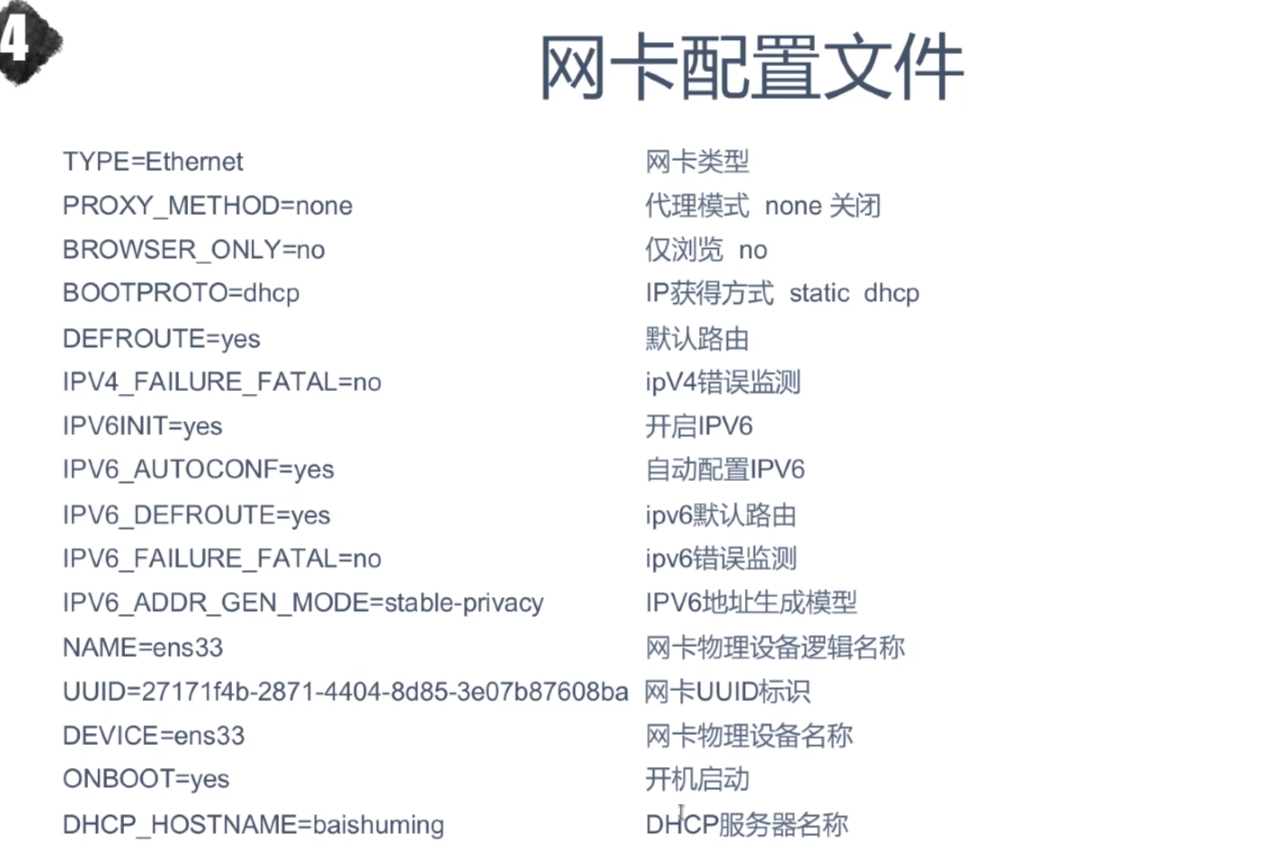 4
网卡配置文件
TYPE=Ethernet 网卡类型
PROXY_METHOD=none 代理模式 none 关闭
BROWSER_ONLY=no 仅浏览 no
BOOTPROTO=dhcp IP获得方式 static dhcp
DEFROUTE=yes 默认路由
IPV4_FAILURE_FATAL=no ipV4错误监测
IPV6INIT=yes 开启IPV6
IPV6_AUTOCONF=yes 自动配置IPV6
IPV6_DEFROUTE=yes ipv6默认路由
IPV6_FAILURE_FATAL=no ipv6错误监测
IPV6_ADDR_GEN_MODE=stable-privacy IPV6地址生成模型
NAME=ens33 网卡物理设备逻辑名称
UUID=27171f4b-2871-4404-8d85-3e07b87608ba 网卡UUID标识
DEVICE=ens33 网卡物理设备名称
ONBOOT=yes 开机启动
DHCP_HOSTNAME=baishuming DHCP服务器名称